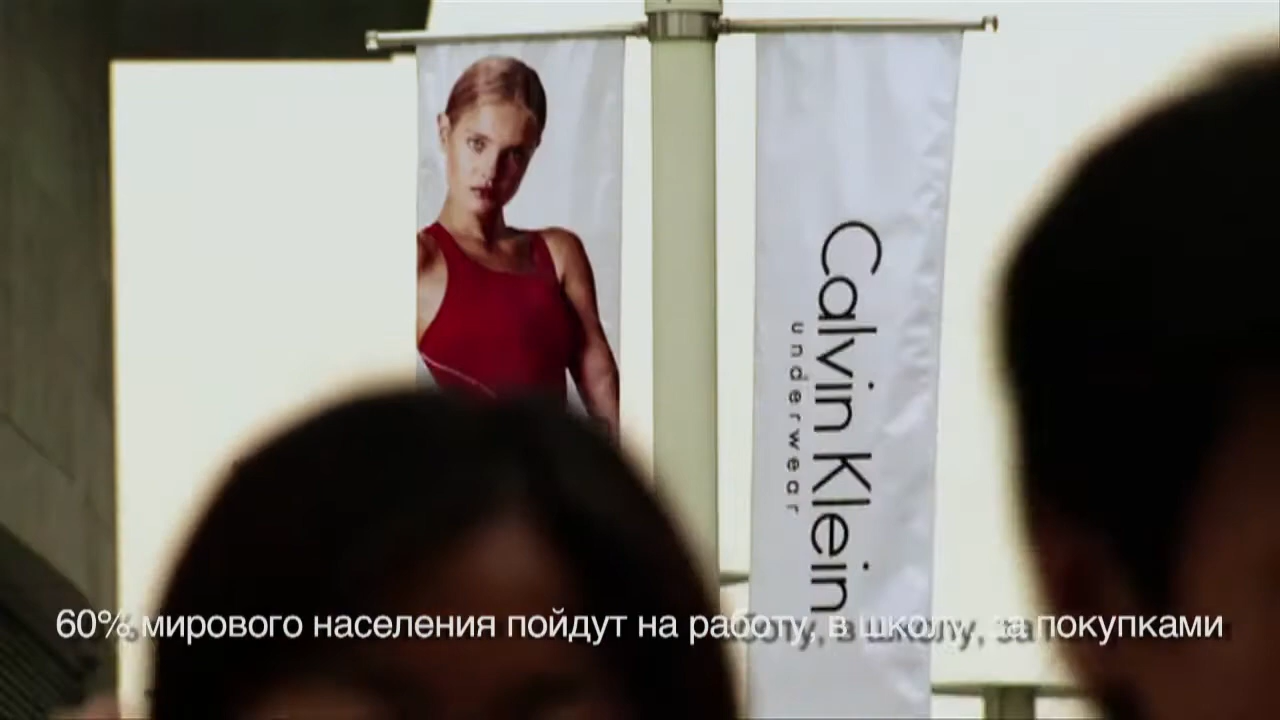 Calvin Klein
underwear
60% мирового населения пойдут на работу, в школу, за покупками